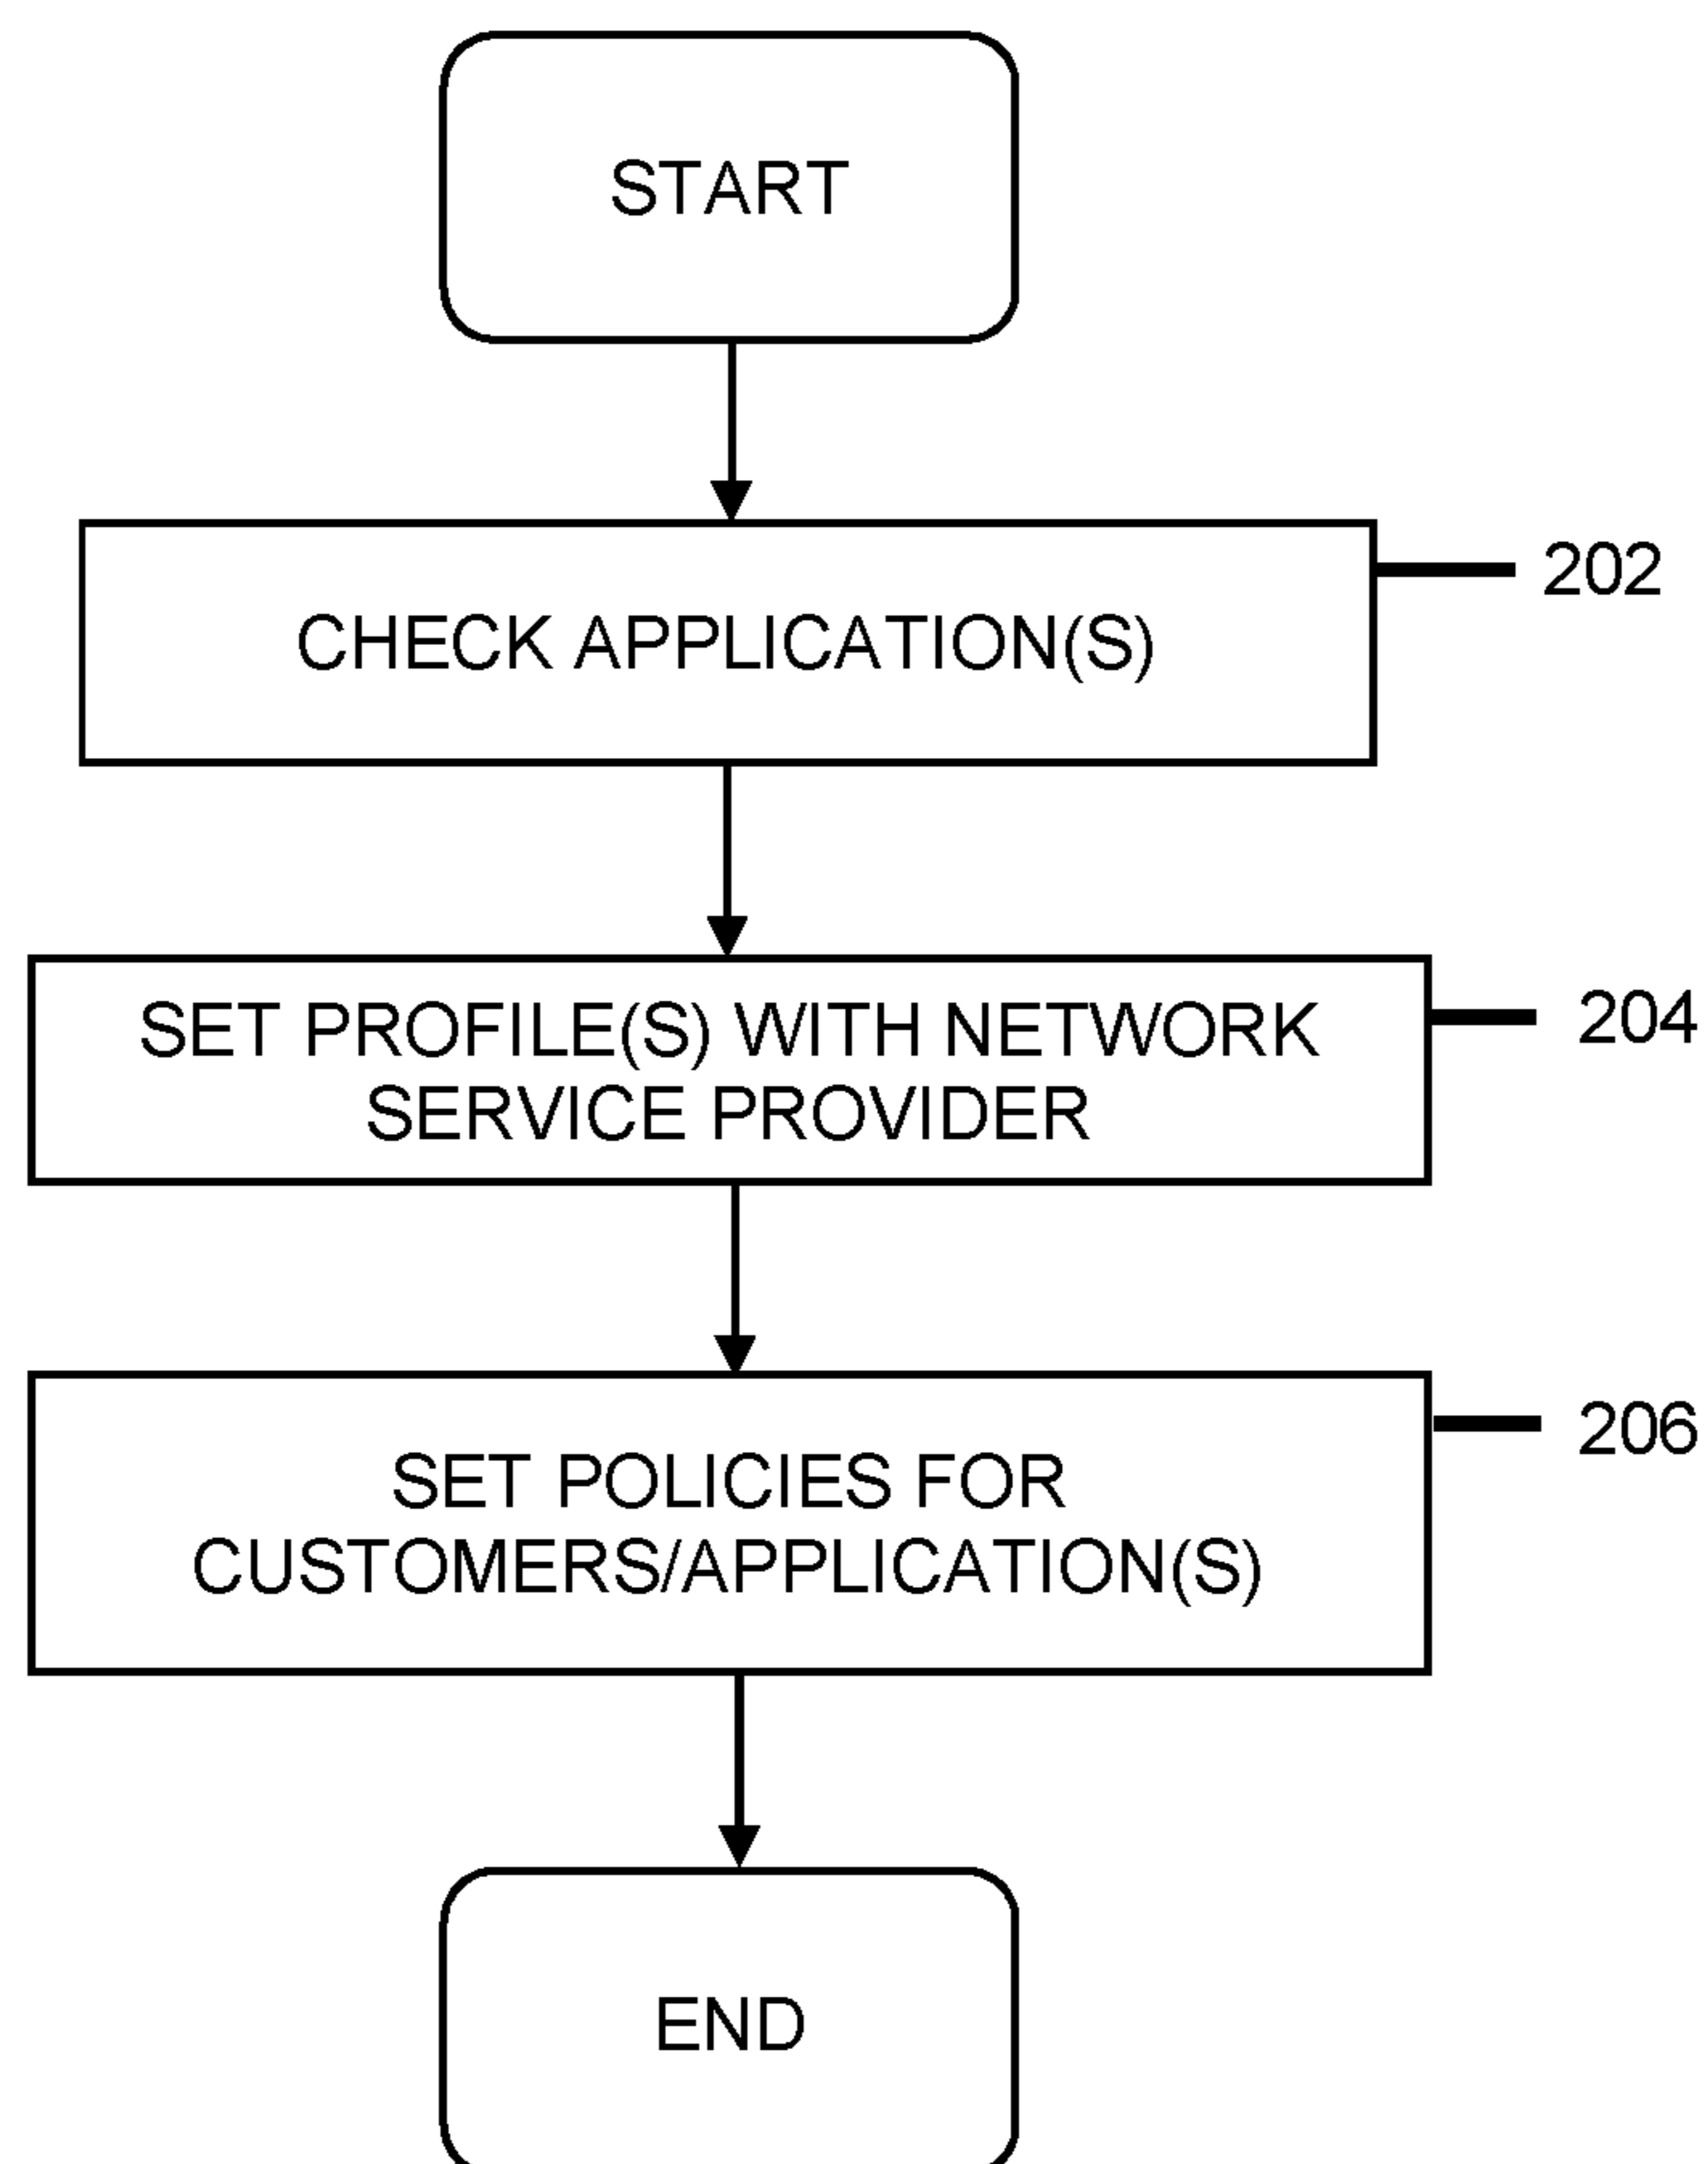 START
CHECK APPLICATION(S)
202
SET PROFILE(S) WITH NETWORK
SERVICE PROVIDER
204
SET POLICIES FOR
CUSTOMERS/APPLICATION(S)
206
END